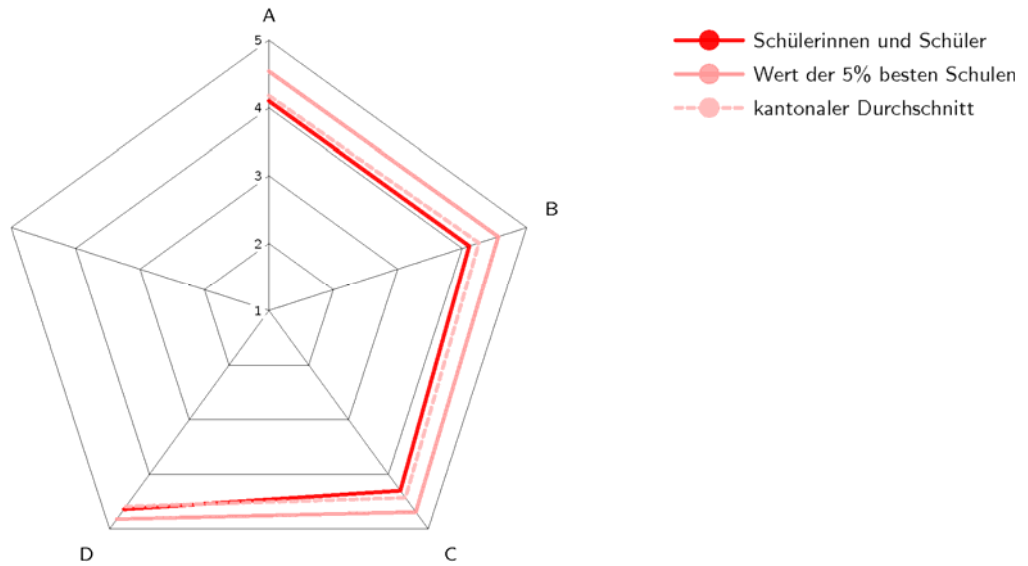 A
5
4
3
2
1
B
C
D
Schülerinnen und Schüler
Wert der 5% besten Schulen
kantonaler Durchschnitt